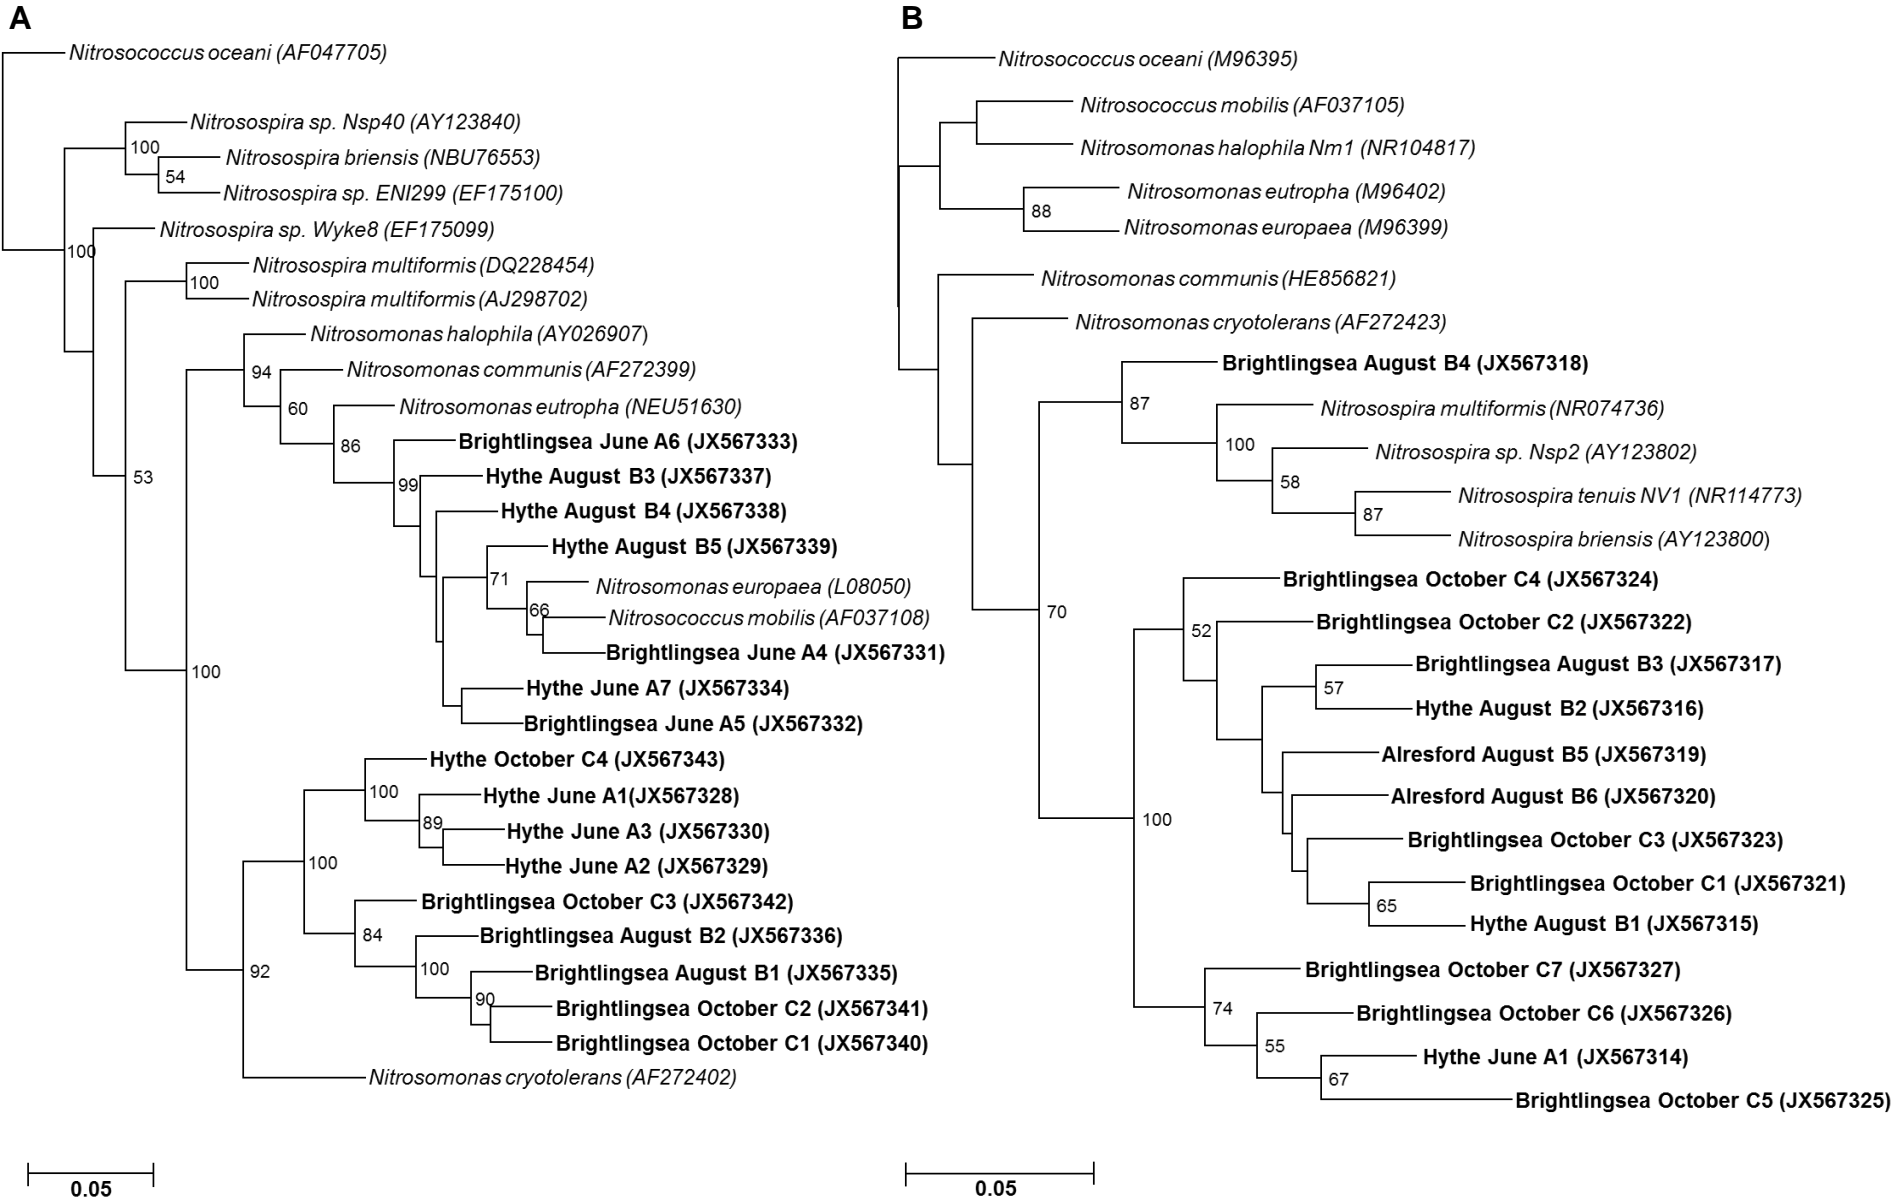 A
Nitrosococcus oceani (AF047705)
Nitrosospira sp. Nsp40 (AY123840)
100
Nitrosospira briensis (NBU76553)
54
Nitrosospira sp. ENI299 (EF175100)
Nitrosospira sp. Wyke8 (EF175099)
100
Nitrosospira multiformis (DQ228454)
100
Nitrosospira multiformis (AJ298702)
Nitrosomonas halophila (AY026907)
94
Nitrosomonas communis (AF272399)
60
Nitrosomonas eutropha (NEU51630)
86
Brightlingsea June A6 (JX567333)
53
Hythe August B3 (JX567337)
99
Hythe August B4 (JX567338)
Hythe August B5 (JX567339)
71
Nitrosomonas europaea (L08050)
66
Nitrosococcus mobilis (AF037108)
Brightlingsea June A4 (JX567331)
100
Hythe June A7 (JX567334)
Brightlingsea June A5 (JX567332)
Hythe October C4 (JX567343)
100
Hythe June A1(JX567328)
89
Hythe June A3 (JX567330)
100
Hythe June A2 (JX567329)
Brightlingsea October C3 (JX567342)
84
Brightlingsea August B2 (JX567336)
100
92
Brightlingsea August B1 (JX567335)
90
Brightlingsea October C2 (JX567341)
Brightlingsea October C1 (JX567340)
Nitrosomonas cryotolerans (AF272402)
0.05
B
Nitrosococcus oceani (M96395)
Nitrosococcus mobilis (AF037105)
Nitrosomonas halophila Nm1 (NR104817)
Nitrosomonas eutropha (M96402)
88
Nitrosomonas europaea (M96399)
Nitrosomonas communis (HE856821)
Nitrosomonas cryotolerans (AF272423)
Brightlingsea August B4 (JX567318)
87
Nitrosospira multiformis (NR074736)
100
Nitrosospira sp. Nsp2 (AY123802)
58
Nitrosospira tenuis NV1 (NR114773)
87
Nitrosospira briensis (AY123800)
Brightlingsea October C4 (JX567324)
70
52
Brightlingsea October C2 (JX567322)
Brightlingsea August B3 (JX567317)
57
Hythe August B2 (JX567316)
Alresford August B5 (JX567319)
Alresford August B6 (JX567320)
100
Brightlingsea October C3 (JX567323)
Brightlingsea October C1 (JX567321)
65
Hythe August B1 (JX567315)
Brightlingsea October C7 (JX567327)
74
Brightlingsea October C6 (JX567326)
55
Hythe June A1 (JX567314)
67
Brightlingsea October C5 (JX567325)
0.05